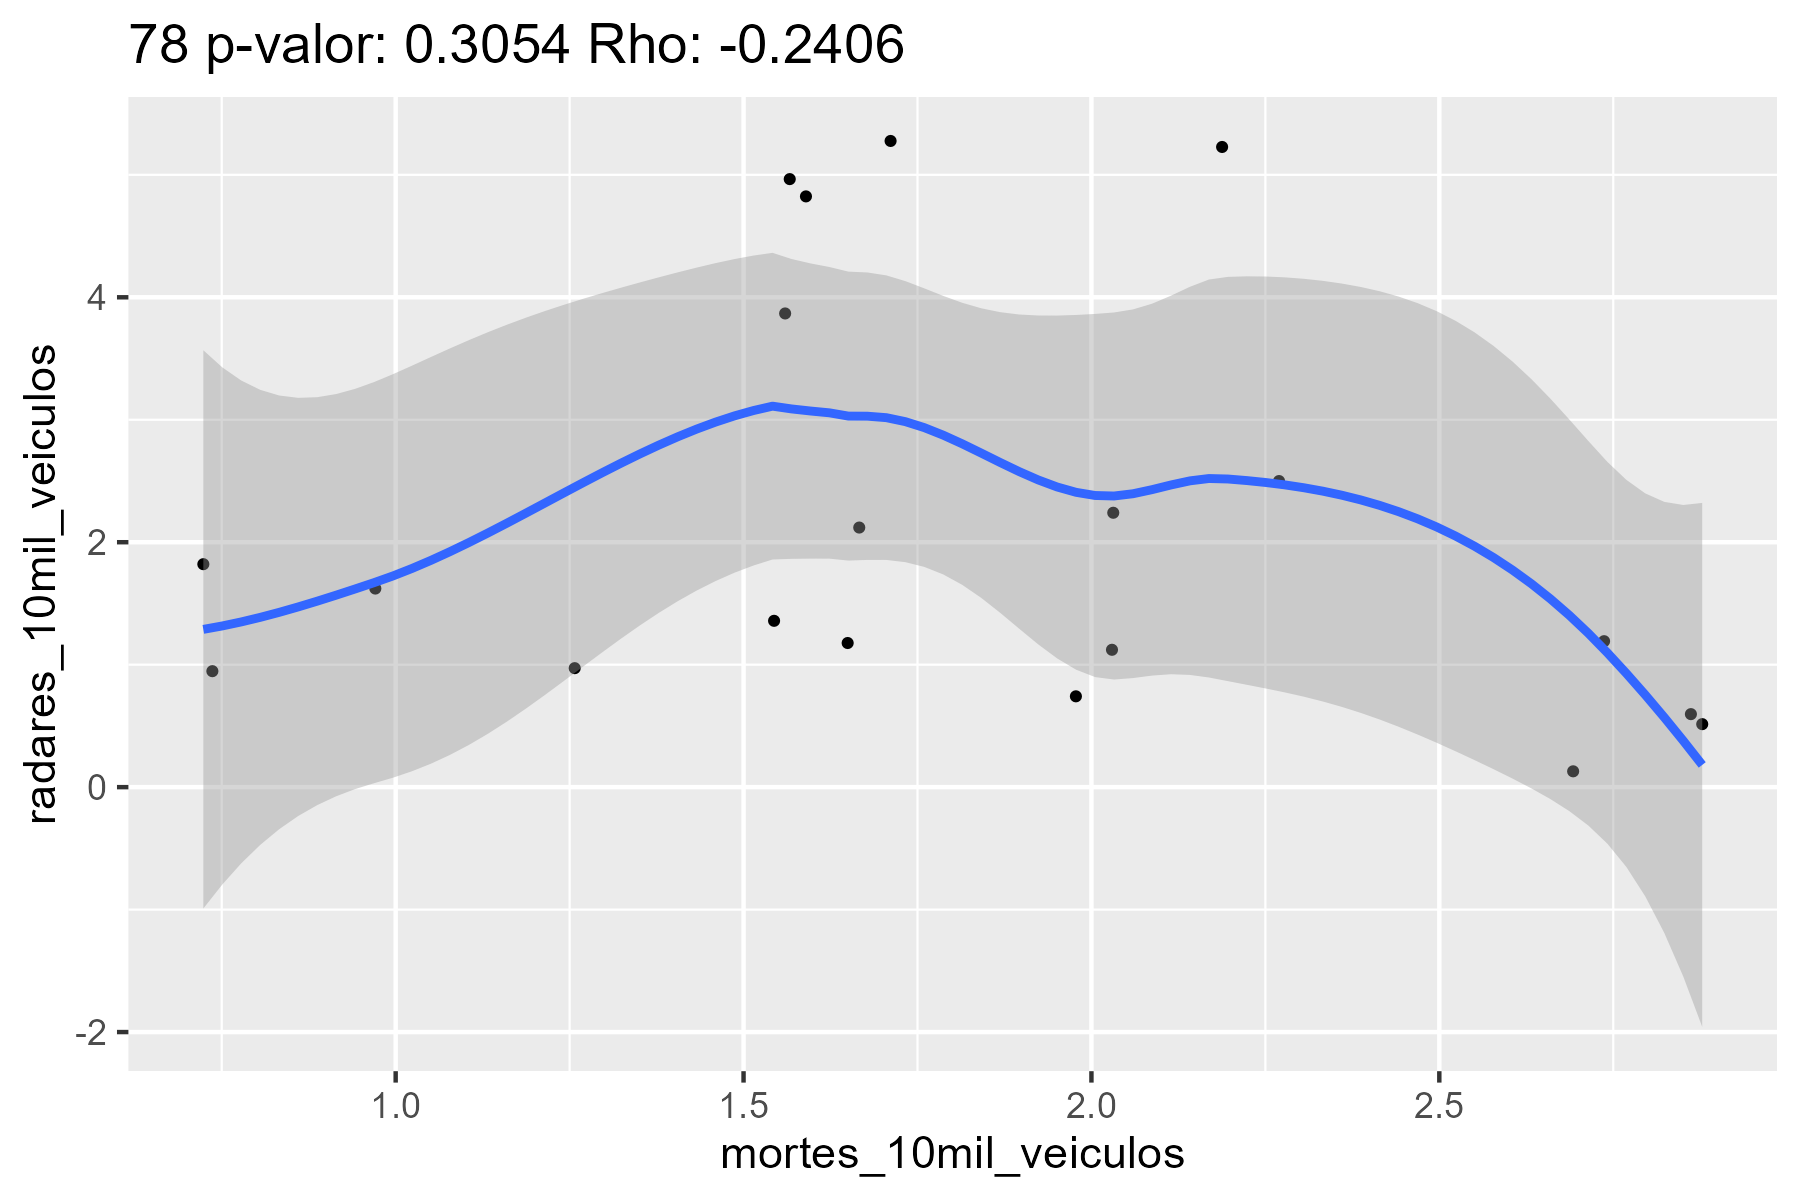 78 p-valor: 0.3054 Rho: -0.2406
radares_10mil_veiculos
4
2
0
-2
1.0 1.5 2.0 2.5
mortes_10mil_veiculos